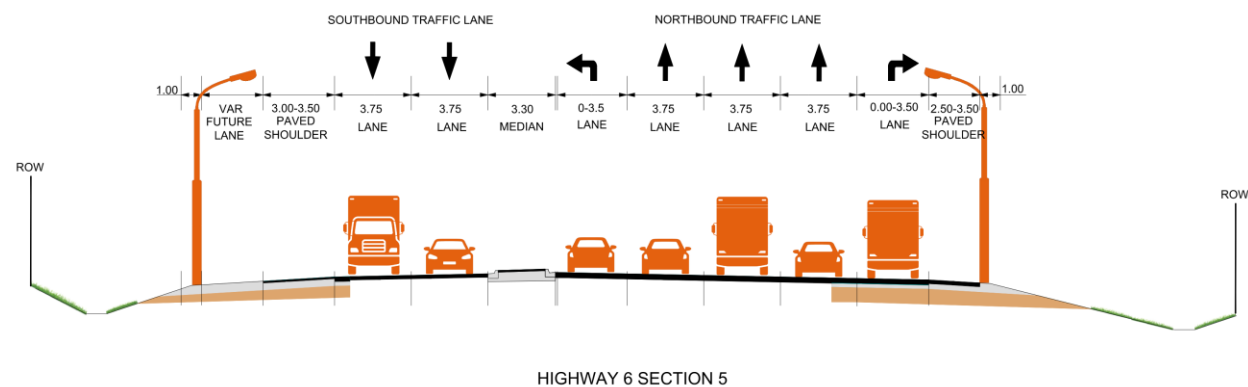 SOUTHBOUND TRAFFIC LANE
NORTHBOUND TRAFFIC LANE
1.00
VAR
FUTURE
LANE
3.00-3.50
PAVED
SHOULDER
3.75
LANE
3.75
LANE
3.30
MEDIAN
0-3.5
LANE
3.75
LANE
3.75
LANE
3.75
LANE
0.00-3.50
LANE
2.50-3.50
PAVED
SHOULDER
1.00
ROW
ROW
HIGHWAY 6 SECTION 5